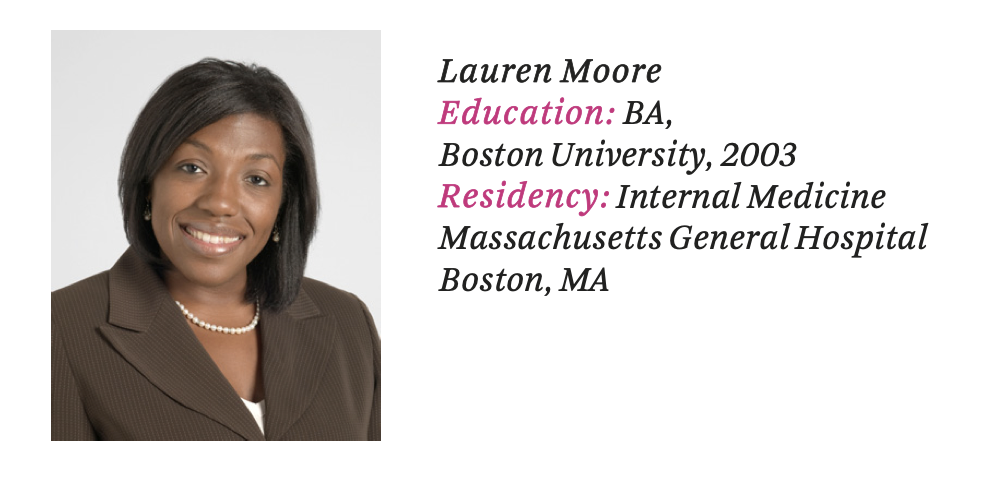 Lauren Moore
Education: BA,
Boston University, 2003
Residency: Internal Medicine
Massachusetts General Hospital
Boston, MA